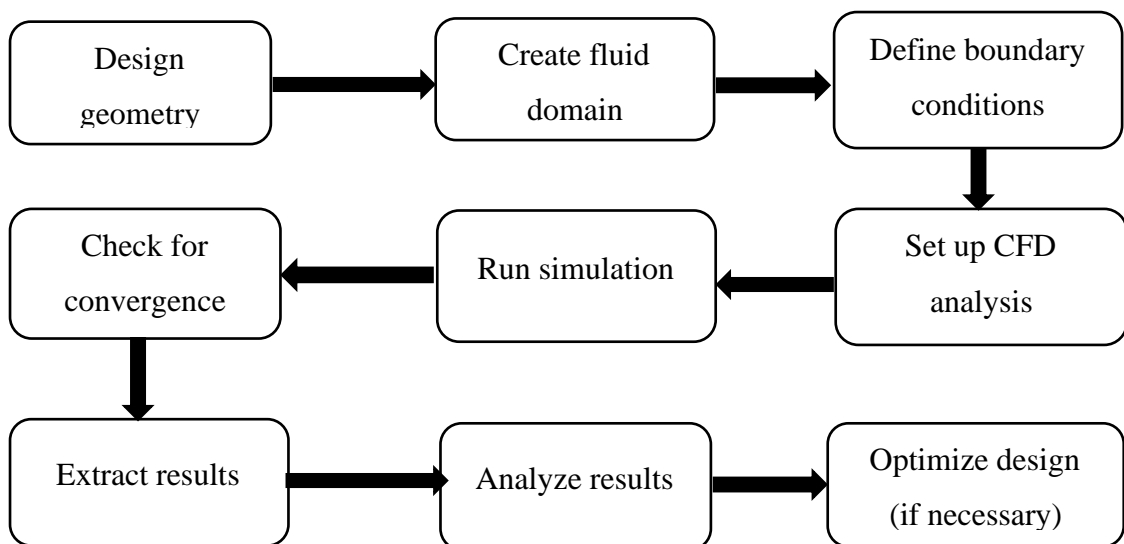 Design
geometry
Create fluid
domain
Define boundary
conditions
Set up CFD
analysis
Run simulation
Check for
convergence
Extract results
Analyze results
Optimize design
(if necessary)